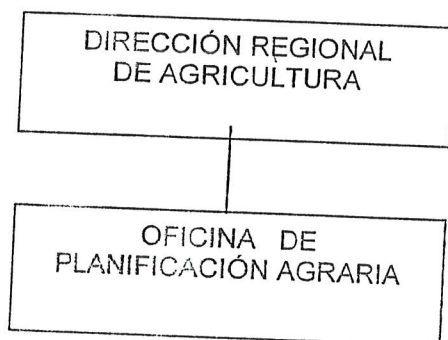 DIRECCIÓN REGIONAL
DE AGRICULTURA
OFICINA DE
PLANIFICACIÓN AGRARIA